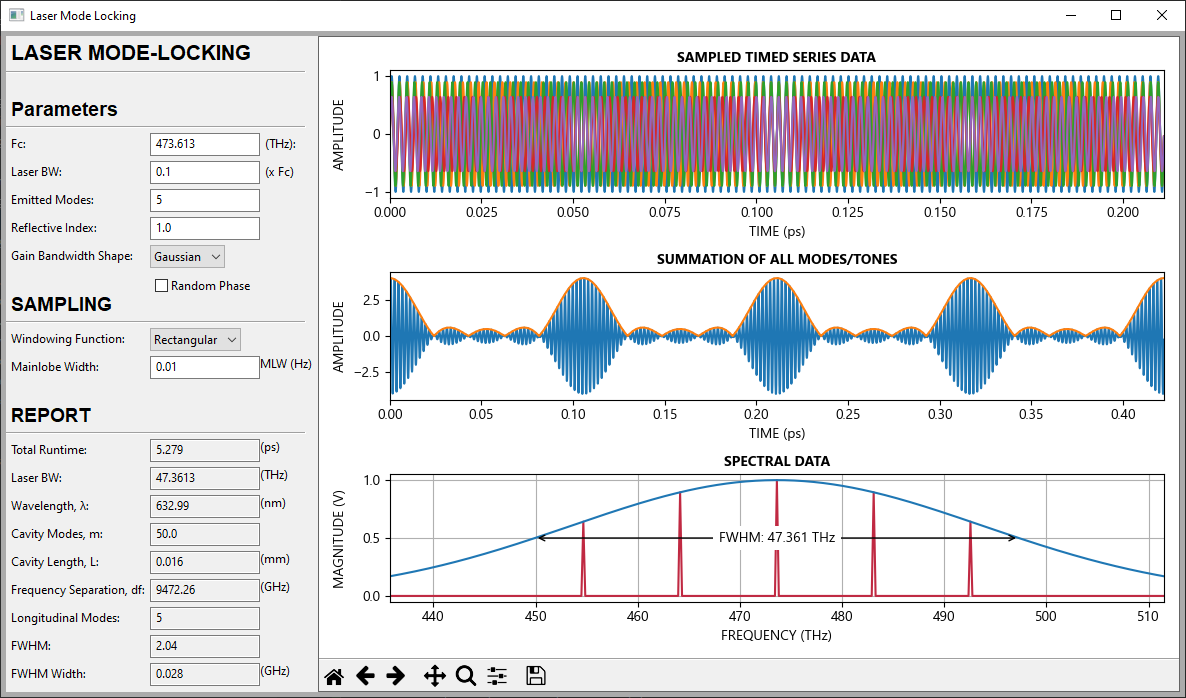 Laser Mode Locking
LASER MODE-LOCKING
Parameters
Fc: 473.613 (THz):
Laser BW: 0.1 (x Fc)
Emitted Modes: 5
Reflective Index: 1.0
Gain Bandwidth Shape: Gaussian
Random Phase
SAMPLING
Windowing Function: Rectangular
Mainlobe Width: 0.01 MLW (Hz)
REPORT
Total Runtime: 5.279 (ps)
Laser BW: 47.3613 (THz)
Wavelength, λ: 632.99 (nm)
Cavity Modes, m: 50.0
Cavity Length, L: 0.016 (mm)
Frequency Separation, df: 9472.26 (GHz)
Longitudinal Modes: 5
FWHM: 2.04
FWHM Width: 0.028 (GHz)
SAMPLED TIMED SERIES DATA
AMPLITUDE
1
0
−1
0.000 0.025 0.050 0.075 0.100 0.125 0.150 0.175 0.200
TIME (ps)
SUMMATION OF ALL MODES/TONES
AMPLITUDE
2.5
0.0
−2.5
0.00 0.05 0.10 0.15 0.20 0.25 0.30 0.35 0.40
TIME (ps)
SPECTRAL DATA
MAGNITUDE (V)
1.0
0.5
0.0
FWHM: 47.361 THz
440 450 460 470 480 490 500 510
FREQUENCY (THz)